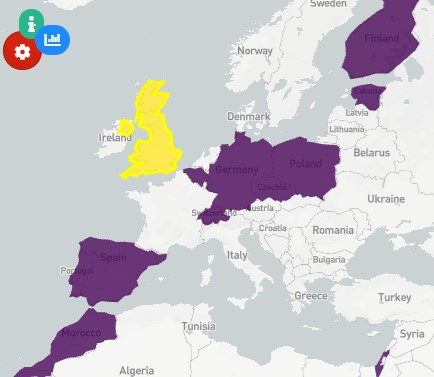 Sweden
Finland
Norway
Estonia
Latvia
Denmark
Lithuania
Ireland
Belarus
Germany
Poland
Czechia
Ukraine
Switzerland
Austria
Croatia
Romania
Spain
Italy
Bulgaria
Portugal
Greece
Turkey
Morocco
Tunisia
Syria
Algeria